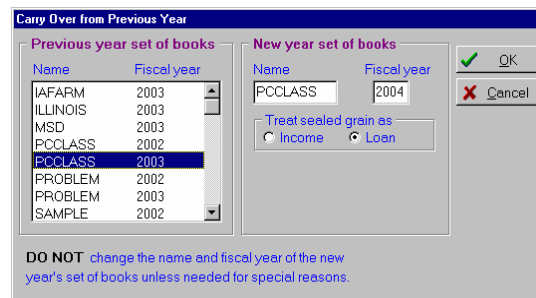 Carry Over from Previous Year
Previous year set of books
Name Fiscal year
IAFARM 2003
ILLINOIS 2003
MSD 2003
PCCLASS 2002
PCCLASS 2003
PROBLEM 2002
PROBLEM 2003
SAMPLE 2002
New year set of books
Name Fiscal year
PCCLASS 2004
Treat sealed grain as
Income Loan
OK
Cancel
DO NOT change the name and fiscal year of the new
year's set of books unless needed for special reasons.